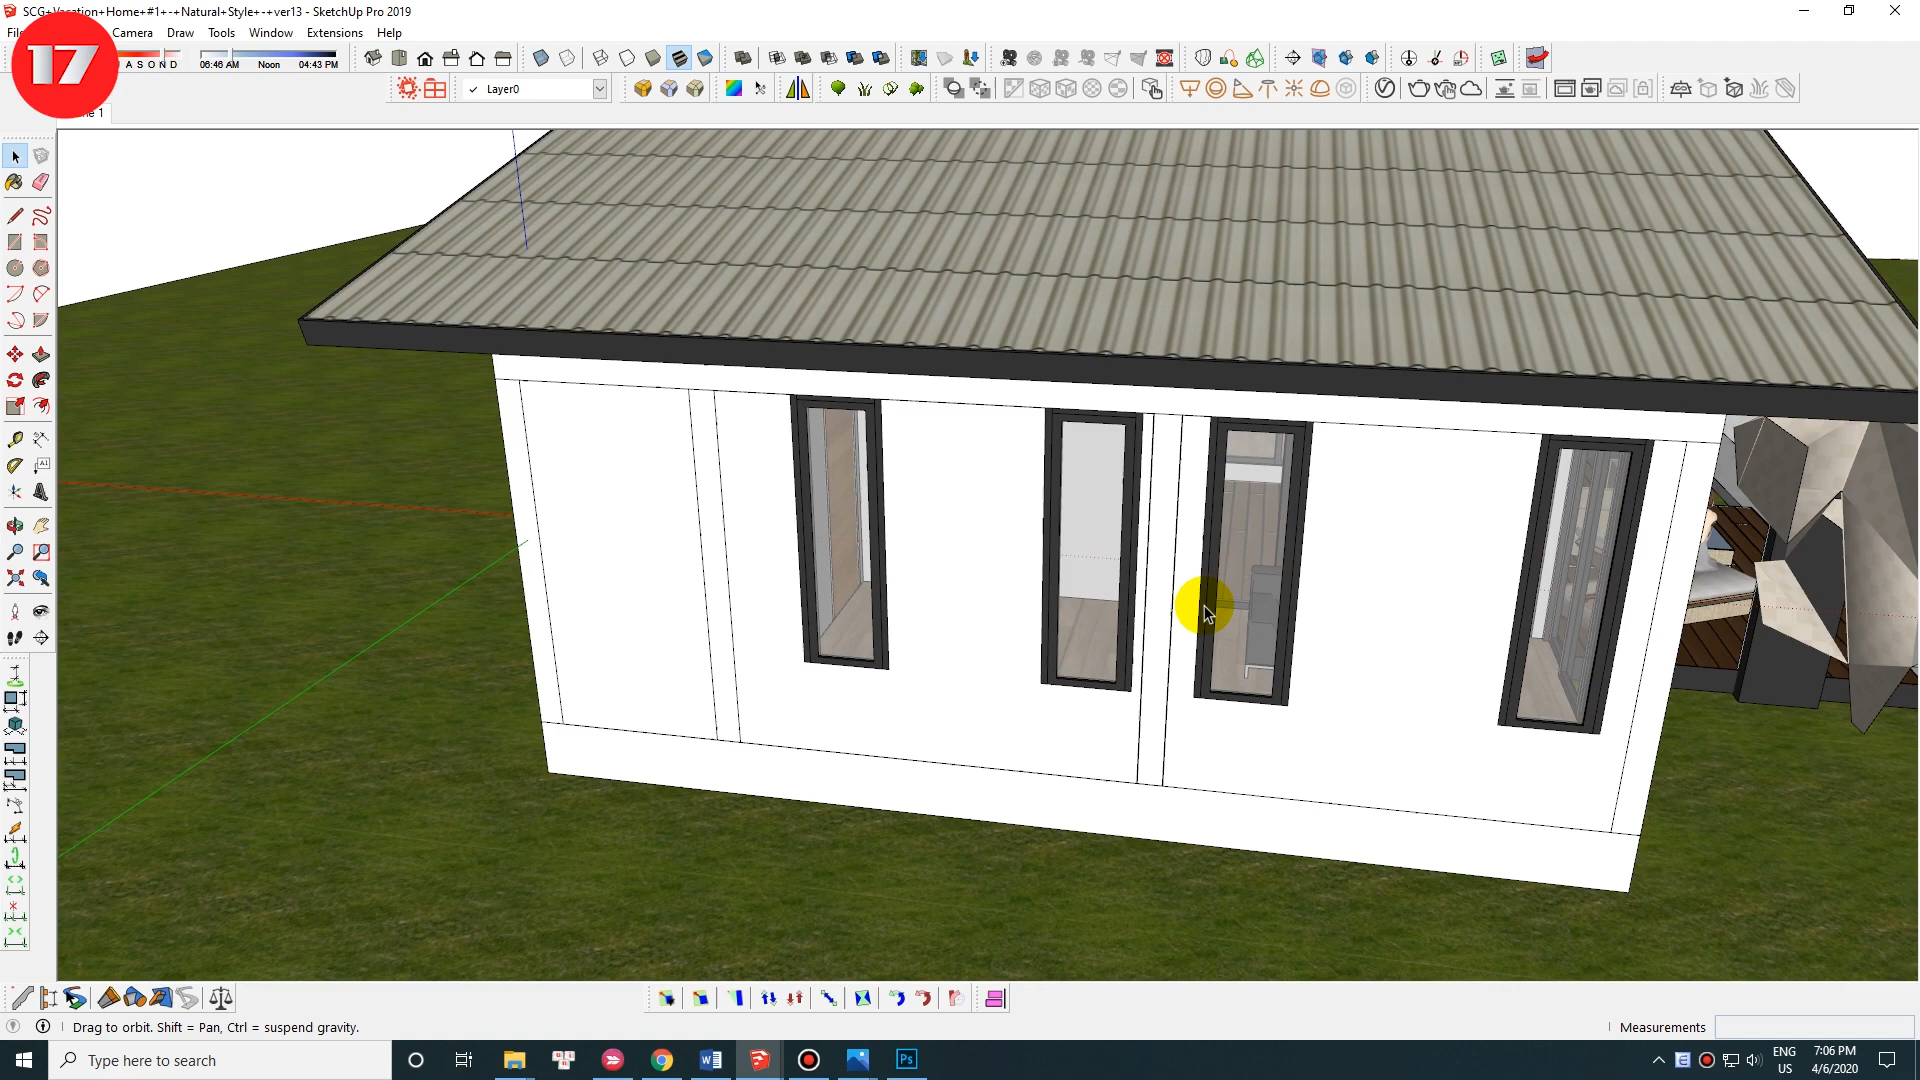 SCG+Vacation+Home+#1+-+Natural+Style+-+ver13 - SketchUp Pro 2019
Camera Draw Tools Window Extensions Help
17
A S O N D 06:46 AM Noon 04:43 PM
Layer0
Drag to orbit. Shift = Pan, Ctrl = suspend gravity.
Measurements
Type here to search
W
Ps
ENG
US
7:06 PM
4/6/2020